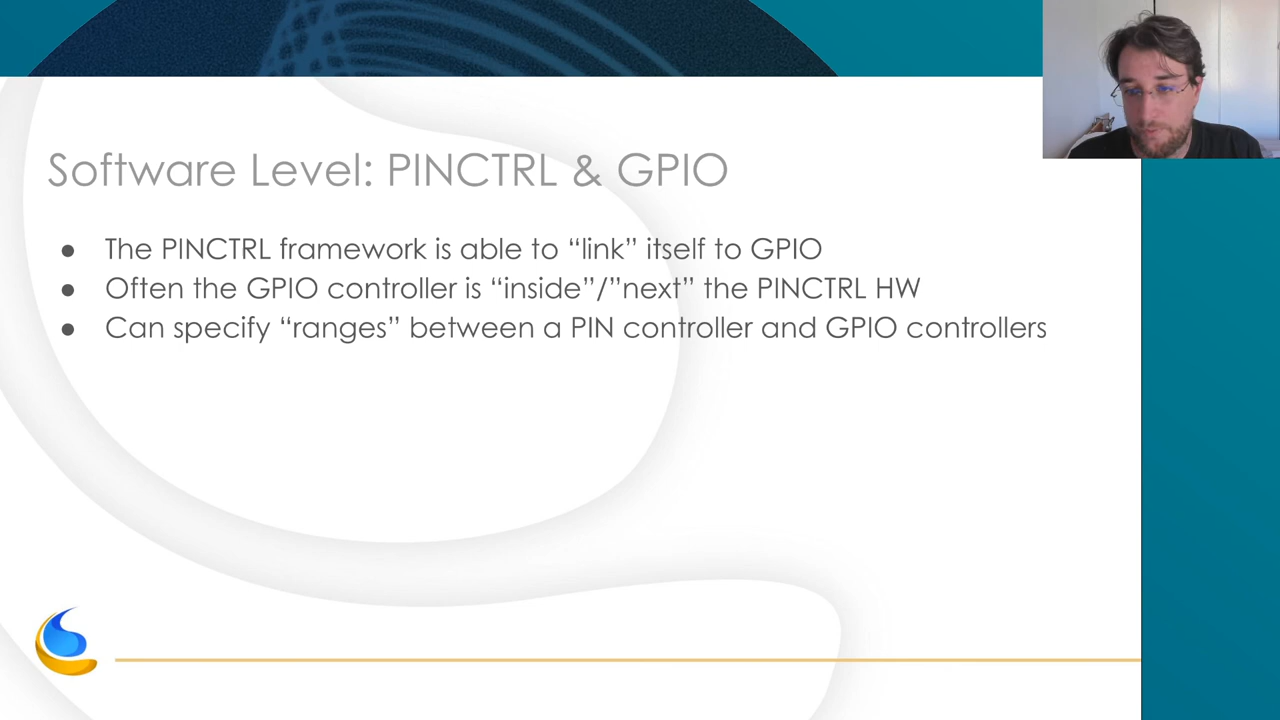 Software Level: PINCTRL & GPIO
● The PINCTRL framework is able to “link” itself to GPIO
● Often the GPIO controller is “inside”/”next” the PINCTRL HW
● Can specify “ranges” between a PIN controller and GPIO controllers